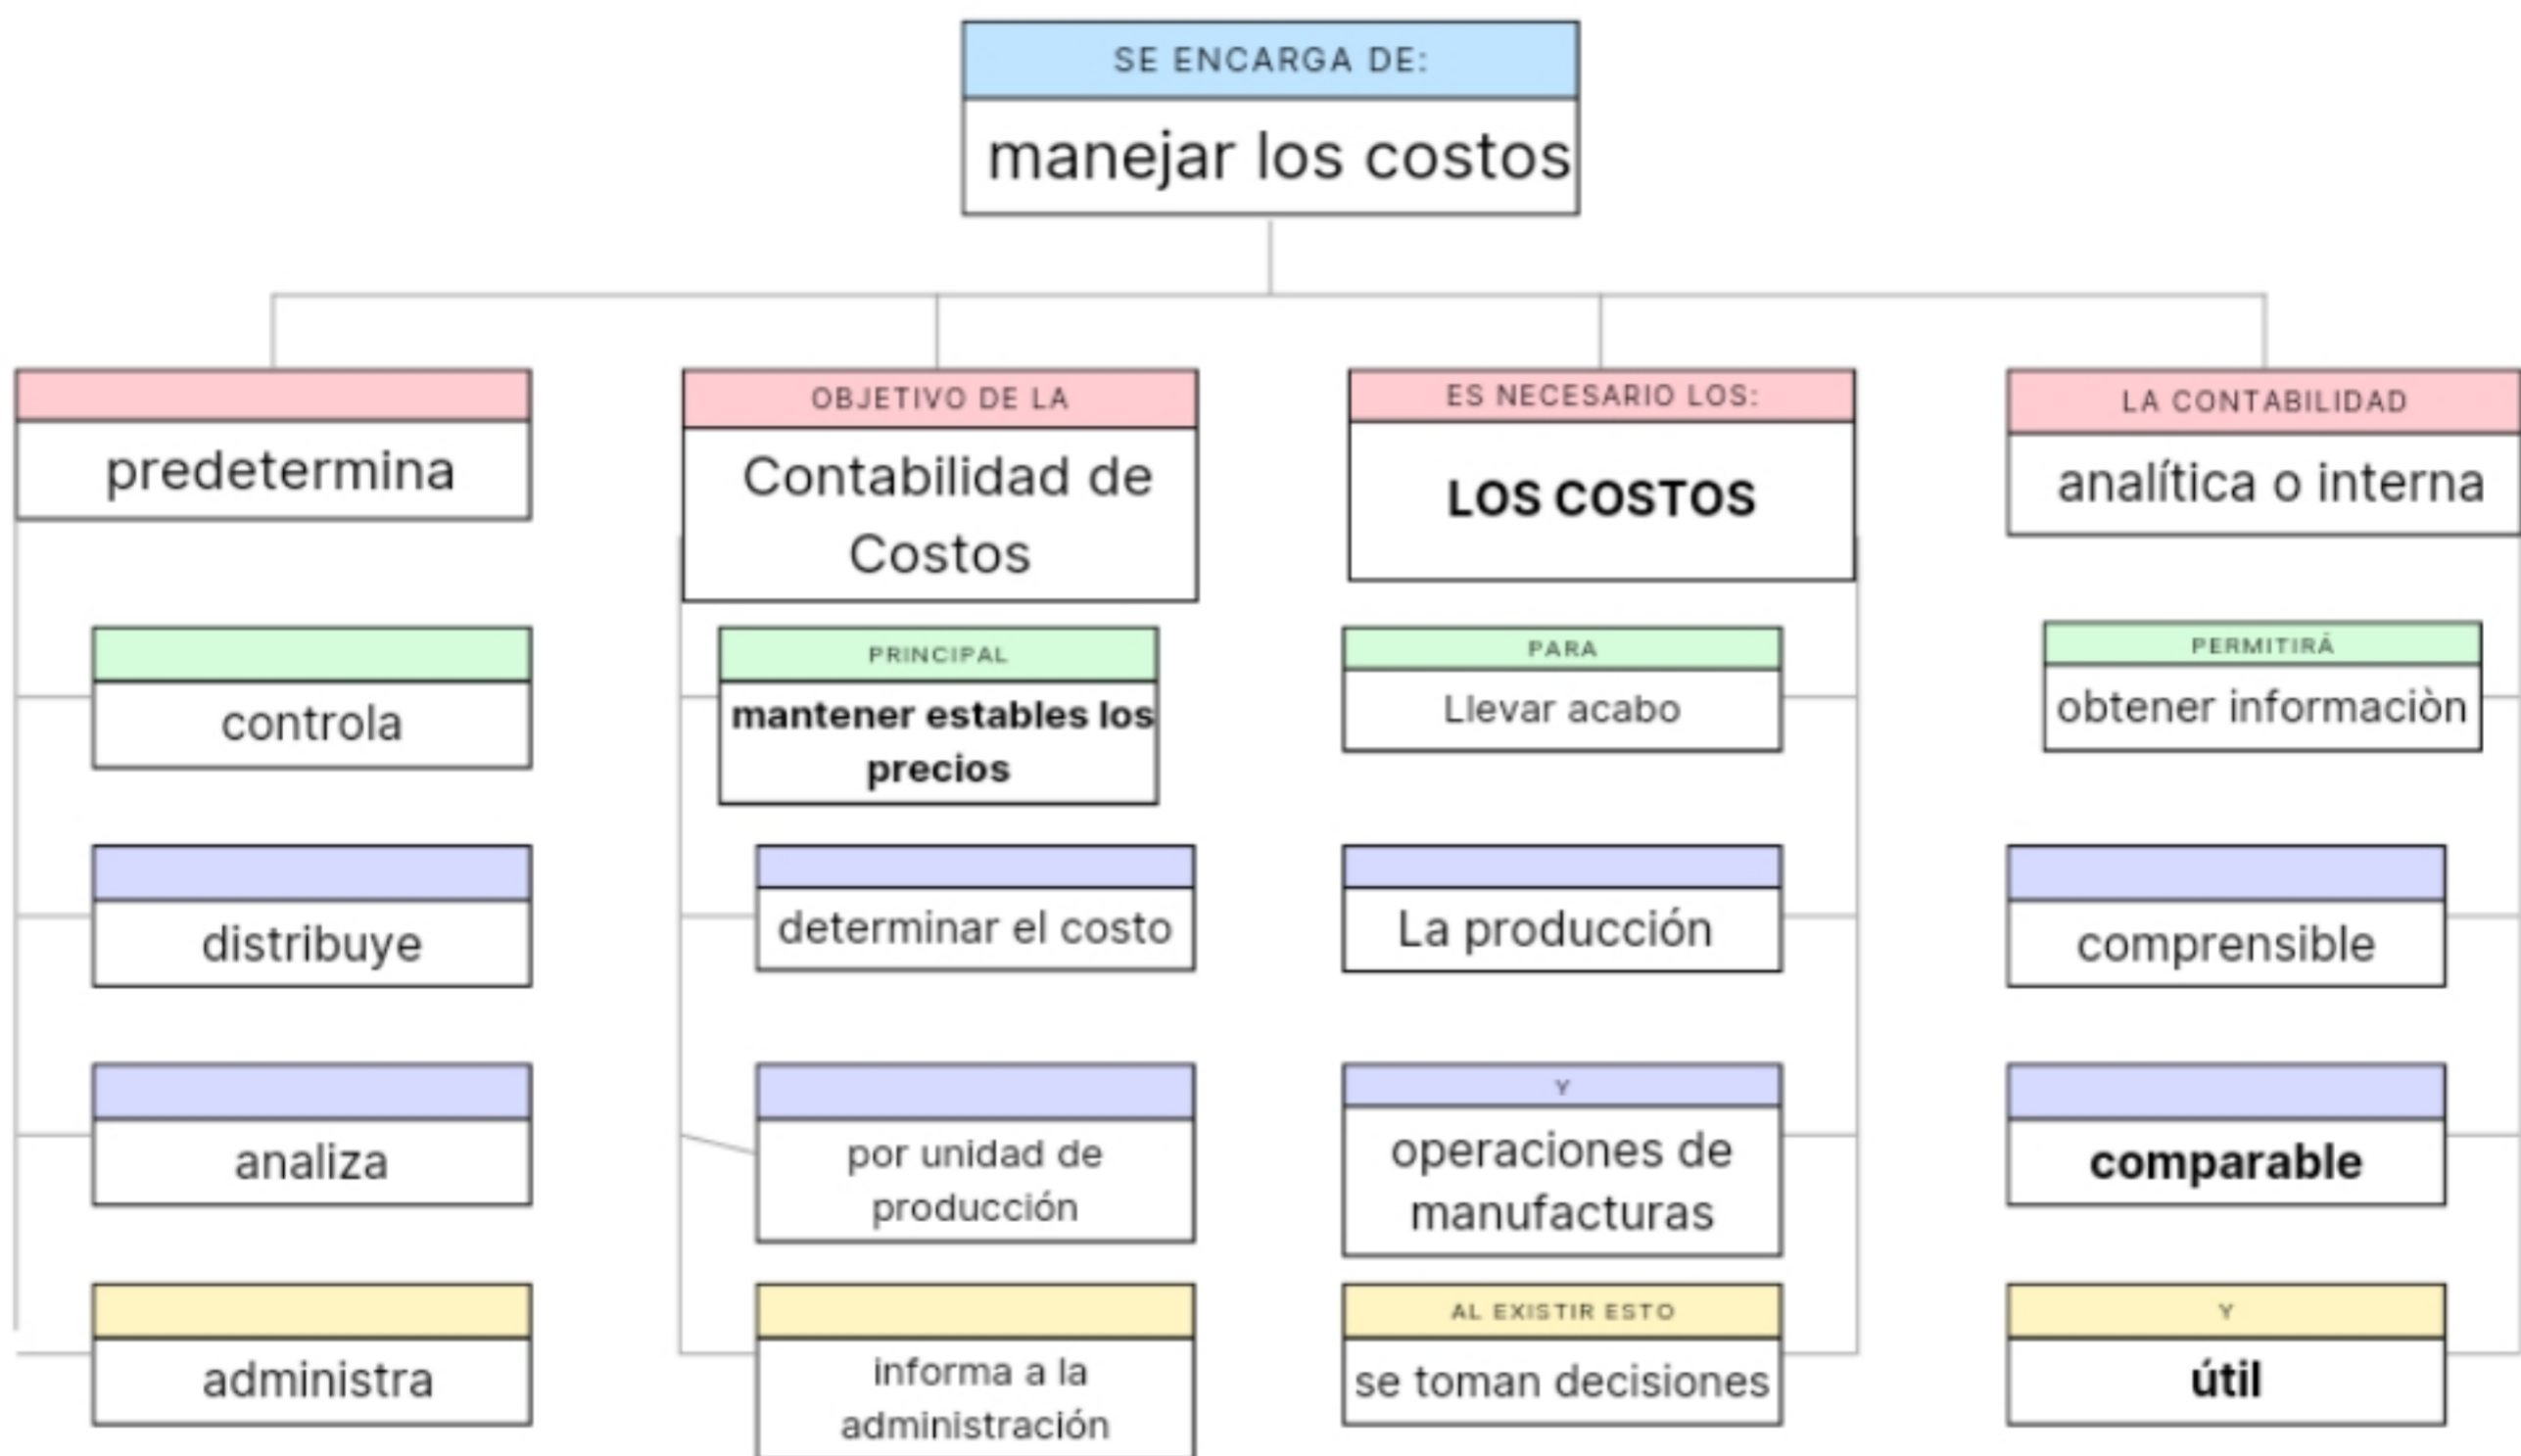 SE ENCARGA DE:
manejar los costos
predetermina
controla
distribuye
analiza
administra
OBJETIVO DE LA
Contabilidad de
Costos
PRINCIPAL
mantener estables los
precios
determinar el costo
por unidad de
producción
informa a la
administración
ES NECESARIO LOS:
LOS COSTOS
PARA
Llevar acabo
La producción
Y
operaciones de
manufacturas
AL EXISTIR ESTO
se toman decisiones
LA CONTABILIDAD
analítica o interna
PERMITIRÁ
obtener informaciòn
comprensible
comparable
Y
útil